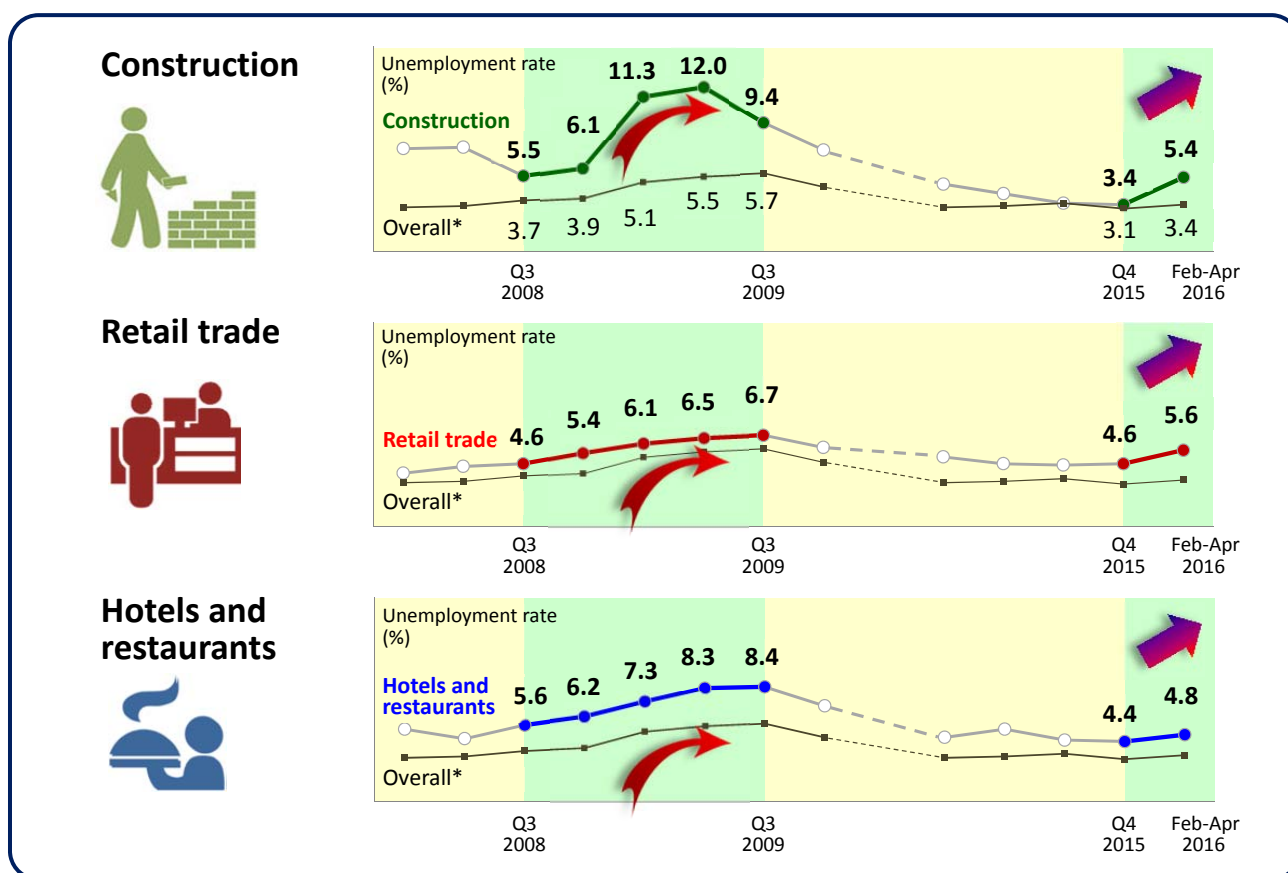 Construction
Unemployment rate
(%)
Construction
5.5
6.1
11.3
12.0
9.4
3.4
5.4
Overall*
3.7
3.9
5.1
5.5
5.7
3.1
3.4
Q3
2008
Q3
2009
Q4
2015
Feb-Apr
2016
Retail trade
Unemployment rate
(%)
Retail trade
4.6
5.4
6.1
6.5
6.7
4.6
5.6
Overall*
Q3
2008
Q3
2009
Q4
2015
Feb-Apr
2016
Hotels and
restaurants
Unemployment rate
(%)
Hotels and
restaurants
5.6
6.2
7.3
8.3
8.4
4.4
4.8
Overall*
Q3
2008
Q3
2009
Q4
2015
Feb-Apr
2016